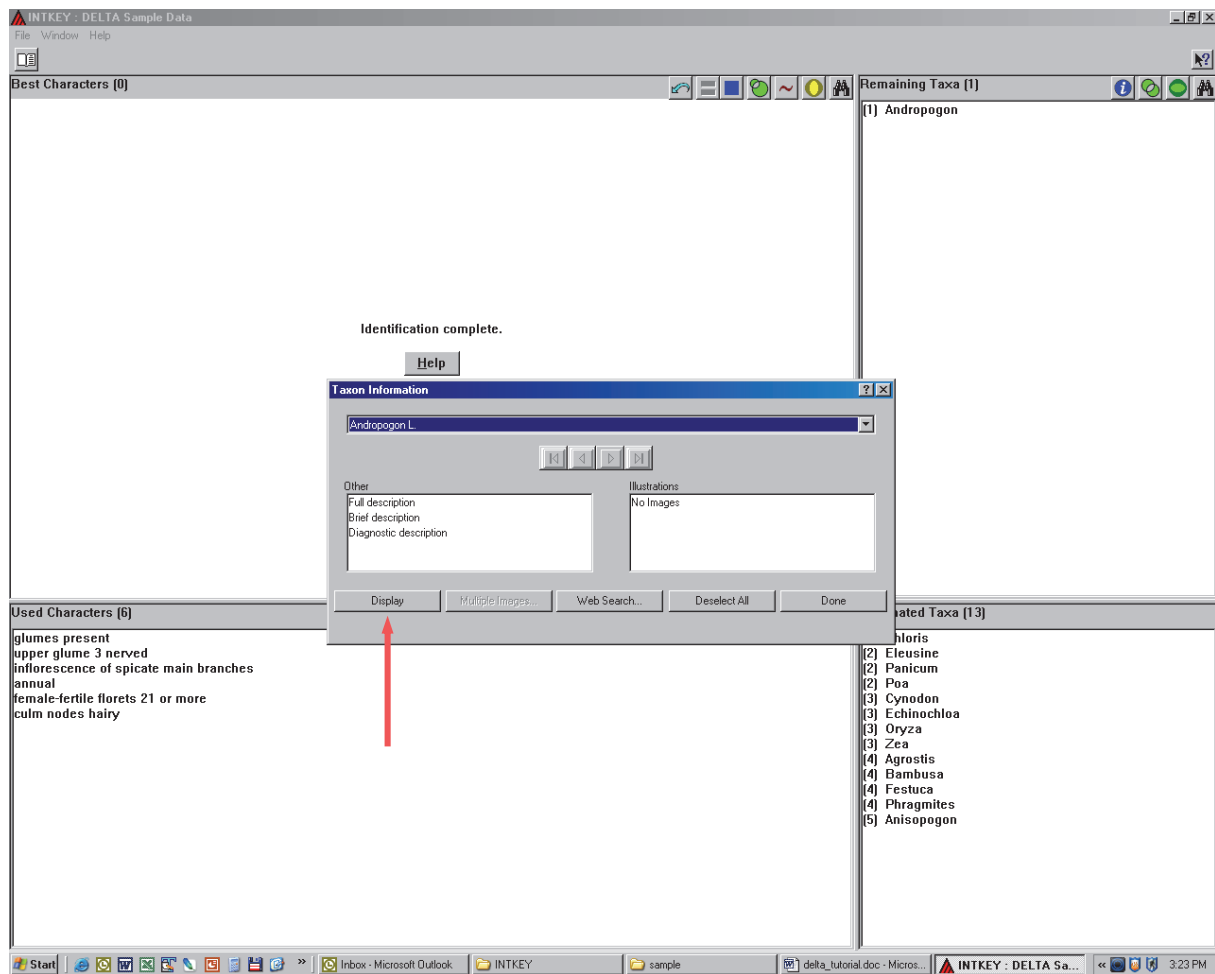 INTKEY : DELTA Sample Data
File Window Help
Best Characters (0)
Remaining Taxa (1)
(1) Andropogon
Identification complete.
Help
Taxon Information
Andropogon L.
Other
Illustrations
Full description
Brief description
Diagnostic description
No Images
Display
Multiple Images...
Web Search...
Deselect All
Done
Used Characters (6)
glumes present
upper glume 3 nerved
inflorescence of spicate main branches
annual
female-fertile florets 21 or more
culm nodes hairy
nated Taxa (13)
hloris
(2) Eleusine
(2) Panicum
(2) Poa
(3) Cynodon
(3) Echinochloa
(3) Oryza
(3) Zea
(4) Agrostis
(4) Bambusa
(4) Festuca
(4) Phragmites
(5) Anisopogon
Start
Inbox - Microsoft Outlook
INTKEY
sample
delta_tutorial.doc - Micros...
INTKEY : DELTA Sa...
3:23 PM